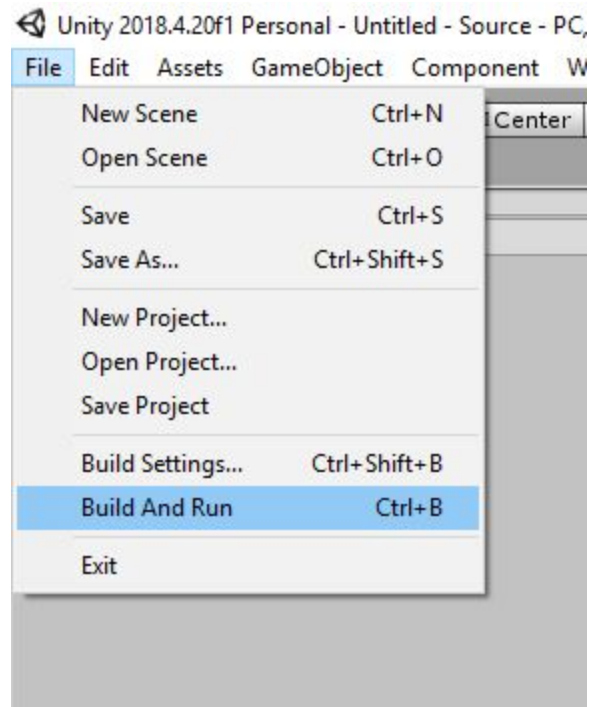 Unity 2018.4.20f1 Personal - Untitled - Source - PC,
File Edit Assets GameObject Component W
New Scene Ctrl+N
Center
Open Scene Ctrl+O
Save Ctrl+S
Save As... Ctrl+Shift+S
New Project...
Open Project...
Save Project
Build Settings... Ctrl+Shift+B
Build And Run Ctrl+B
Exit